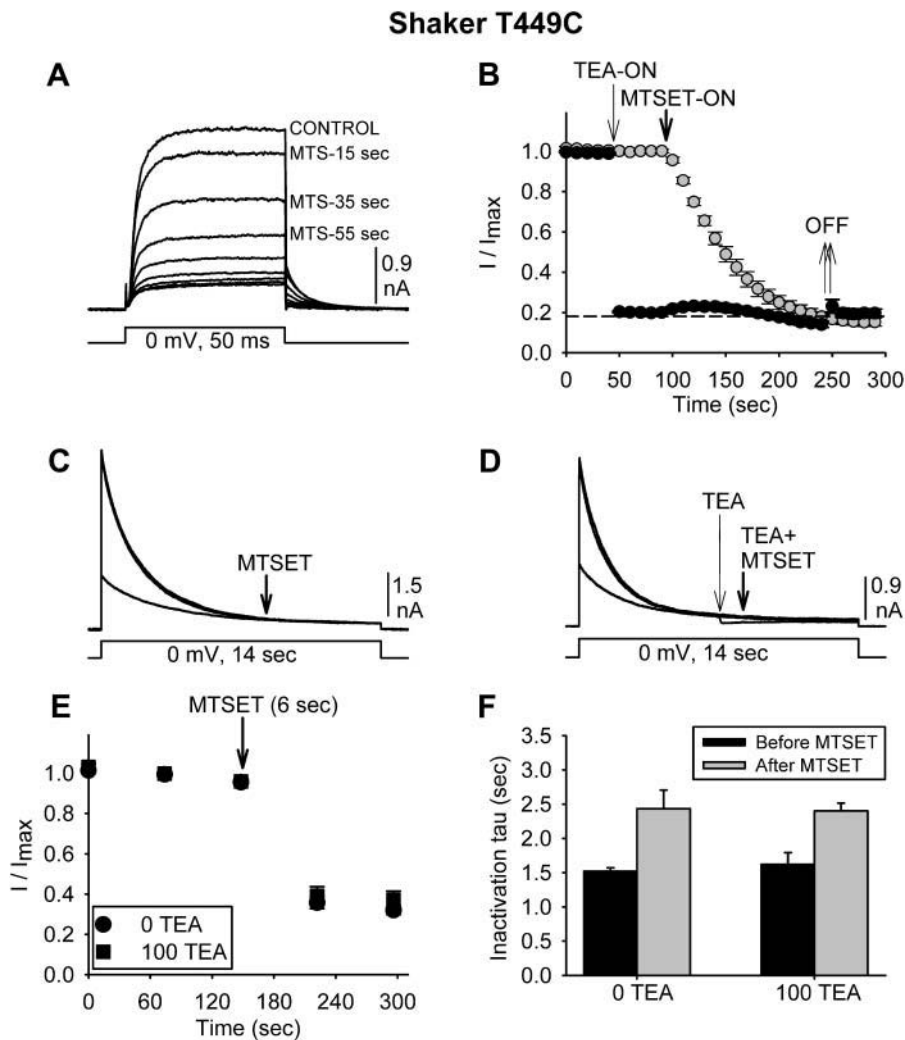 Shaker T449C
A
CONTROL
MTS-15 sec
MTS-35 sec
MTS-55 sec
0.9
nA
0 mV, 50 ms
B
TEA-ON
MTSET-ON
OFF
I / Imax
1.0
0.8
0.6
0.4
0.2
0.0
0 50 100 150 200 250 300
Time (sec)
C
MTSET
1.5
nA
0 mV, 14 sec
D
TEA
TEA+
MTSET
0.9
nA
0 mV, 14 sec
E
MTSET (6 sec)
I / Imax
1.0
0.8
0.6
0.4
0.2
0.0
0 TEA
100 TEA
0 60 120 180 240 300
Time (sec)
F
Before MTSET
After MTSET
Inactivation tau (sec)
3.5
3.0
2.5
2.0
1.5
1.0
0.5
0.0
0 TEA 100 TEA